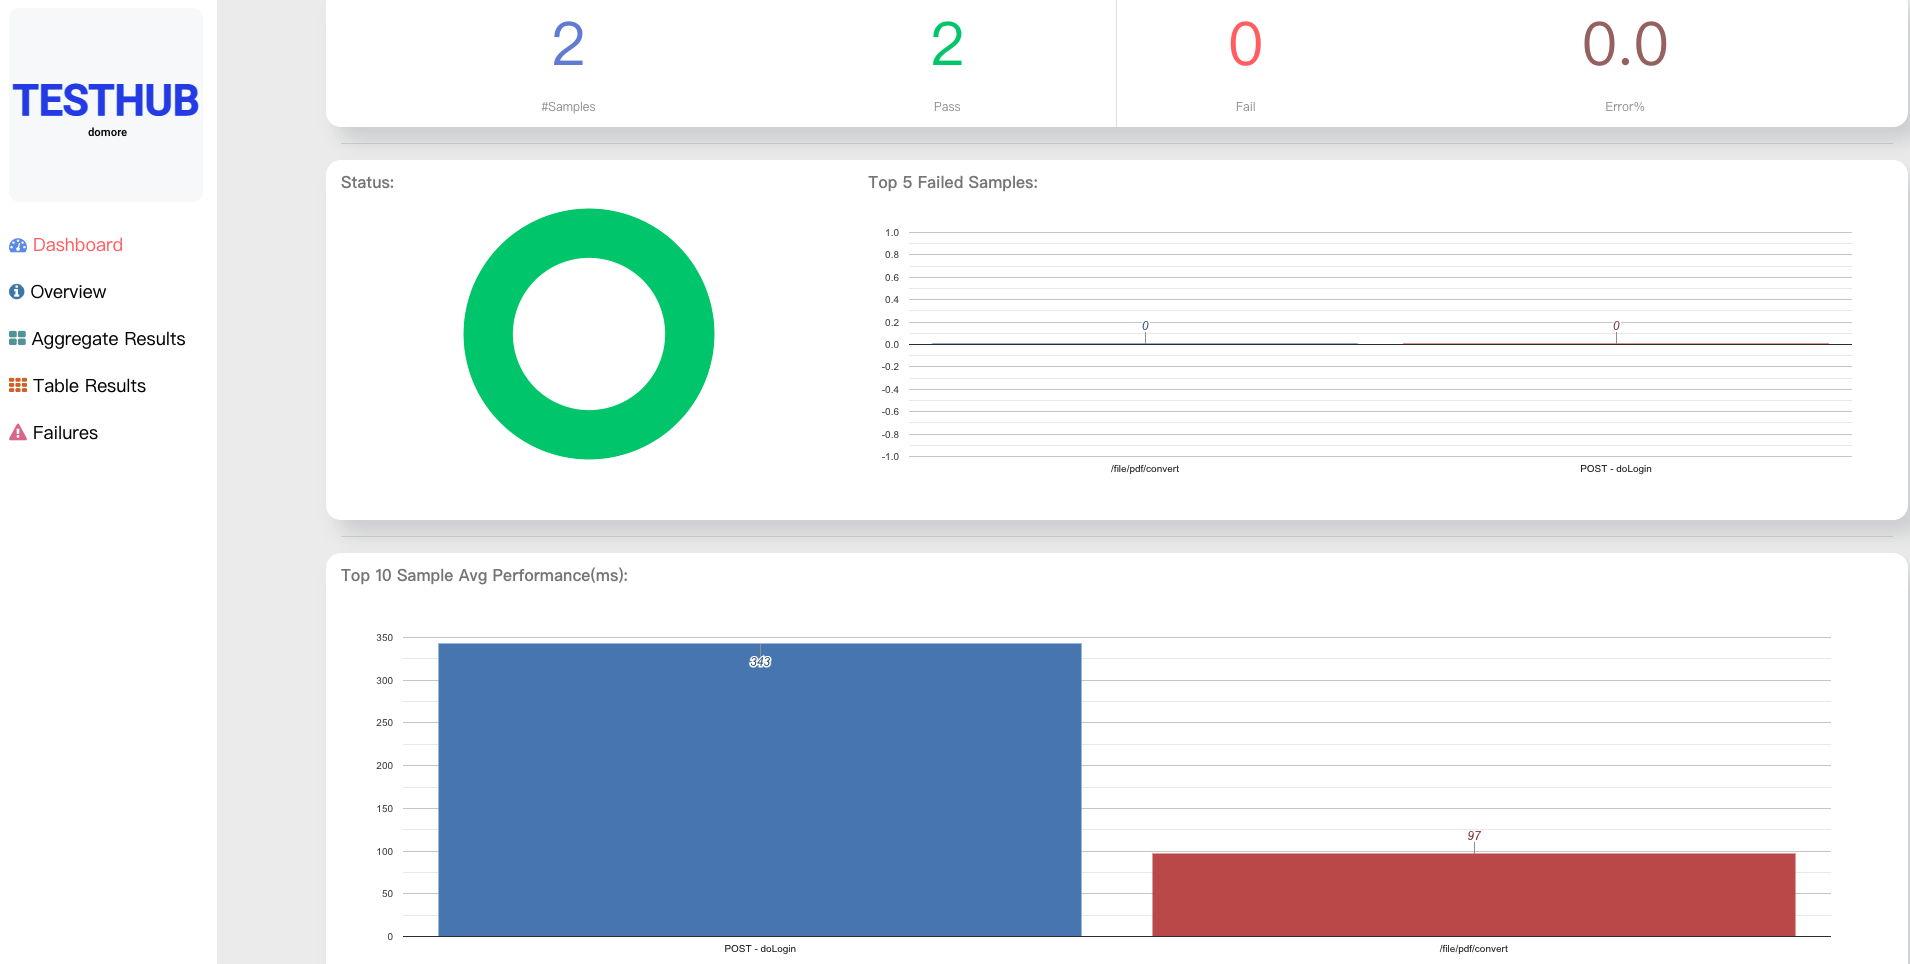 TESTHUB
domore
Dashboard
Overview
Aggregate Results
Table Results
Failures
2
#Samples
2
Pass
0
Fail
0.0
Error%
Status:
Top 5 Failed Samples:
1.0
0.8
0.6
0.4
0.2
0.0
-0.2
-0.4
-0.6
-0.8
-1.0
0
0
/file/pdf/convert
POST - doLogin
Top 10 Sample Avg Performance(ms):
350
300
250
200
150
100
50
0
343
97
POST - doLogin
/file/pdf/convert